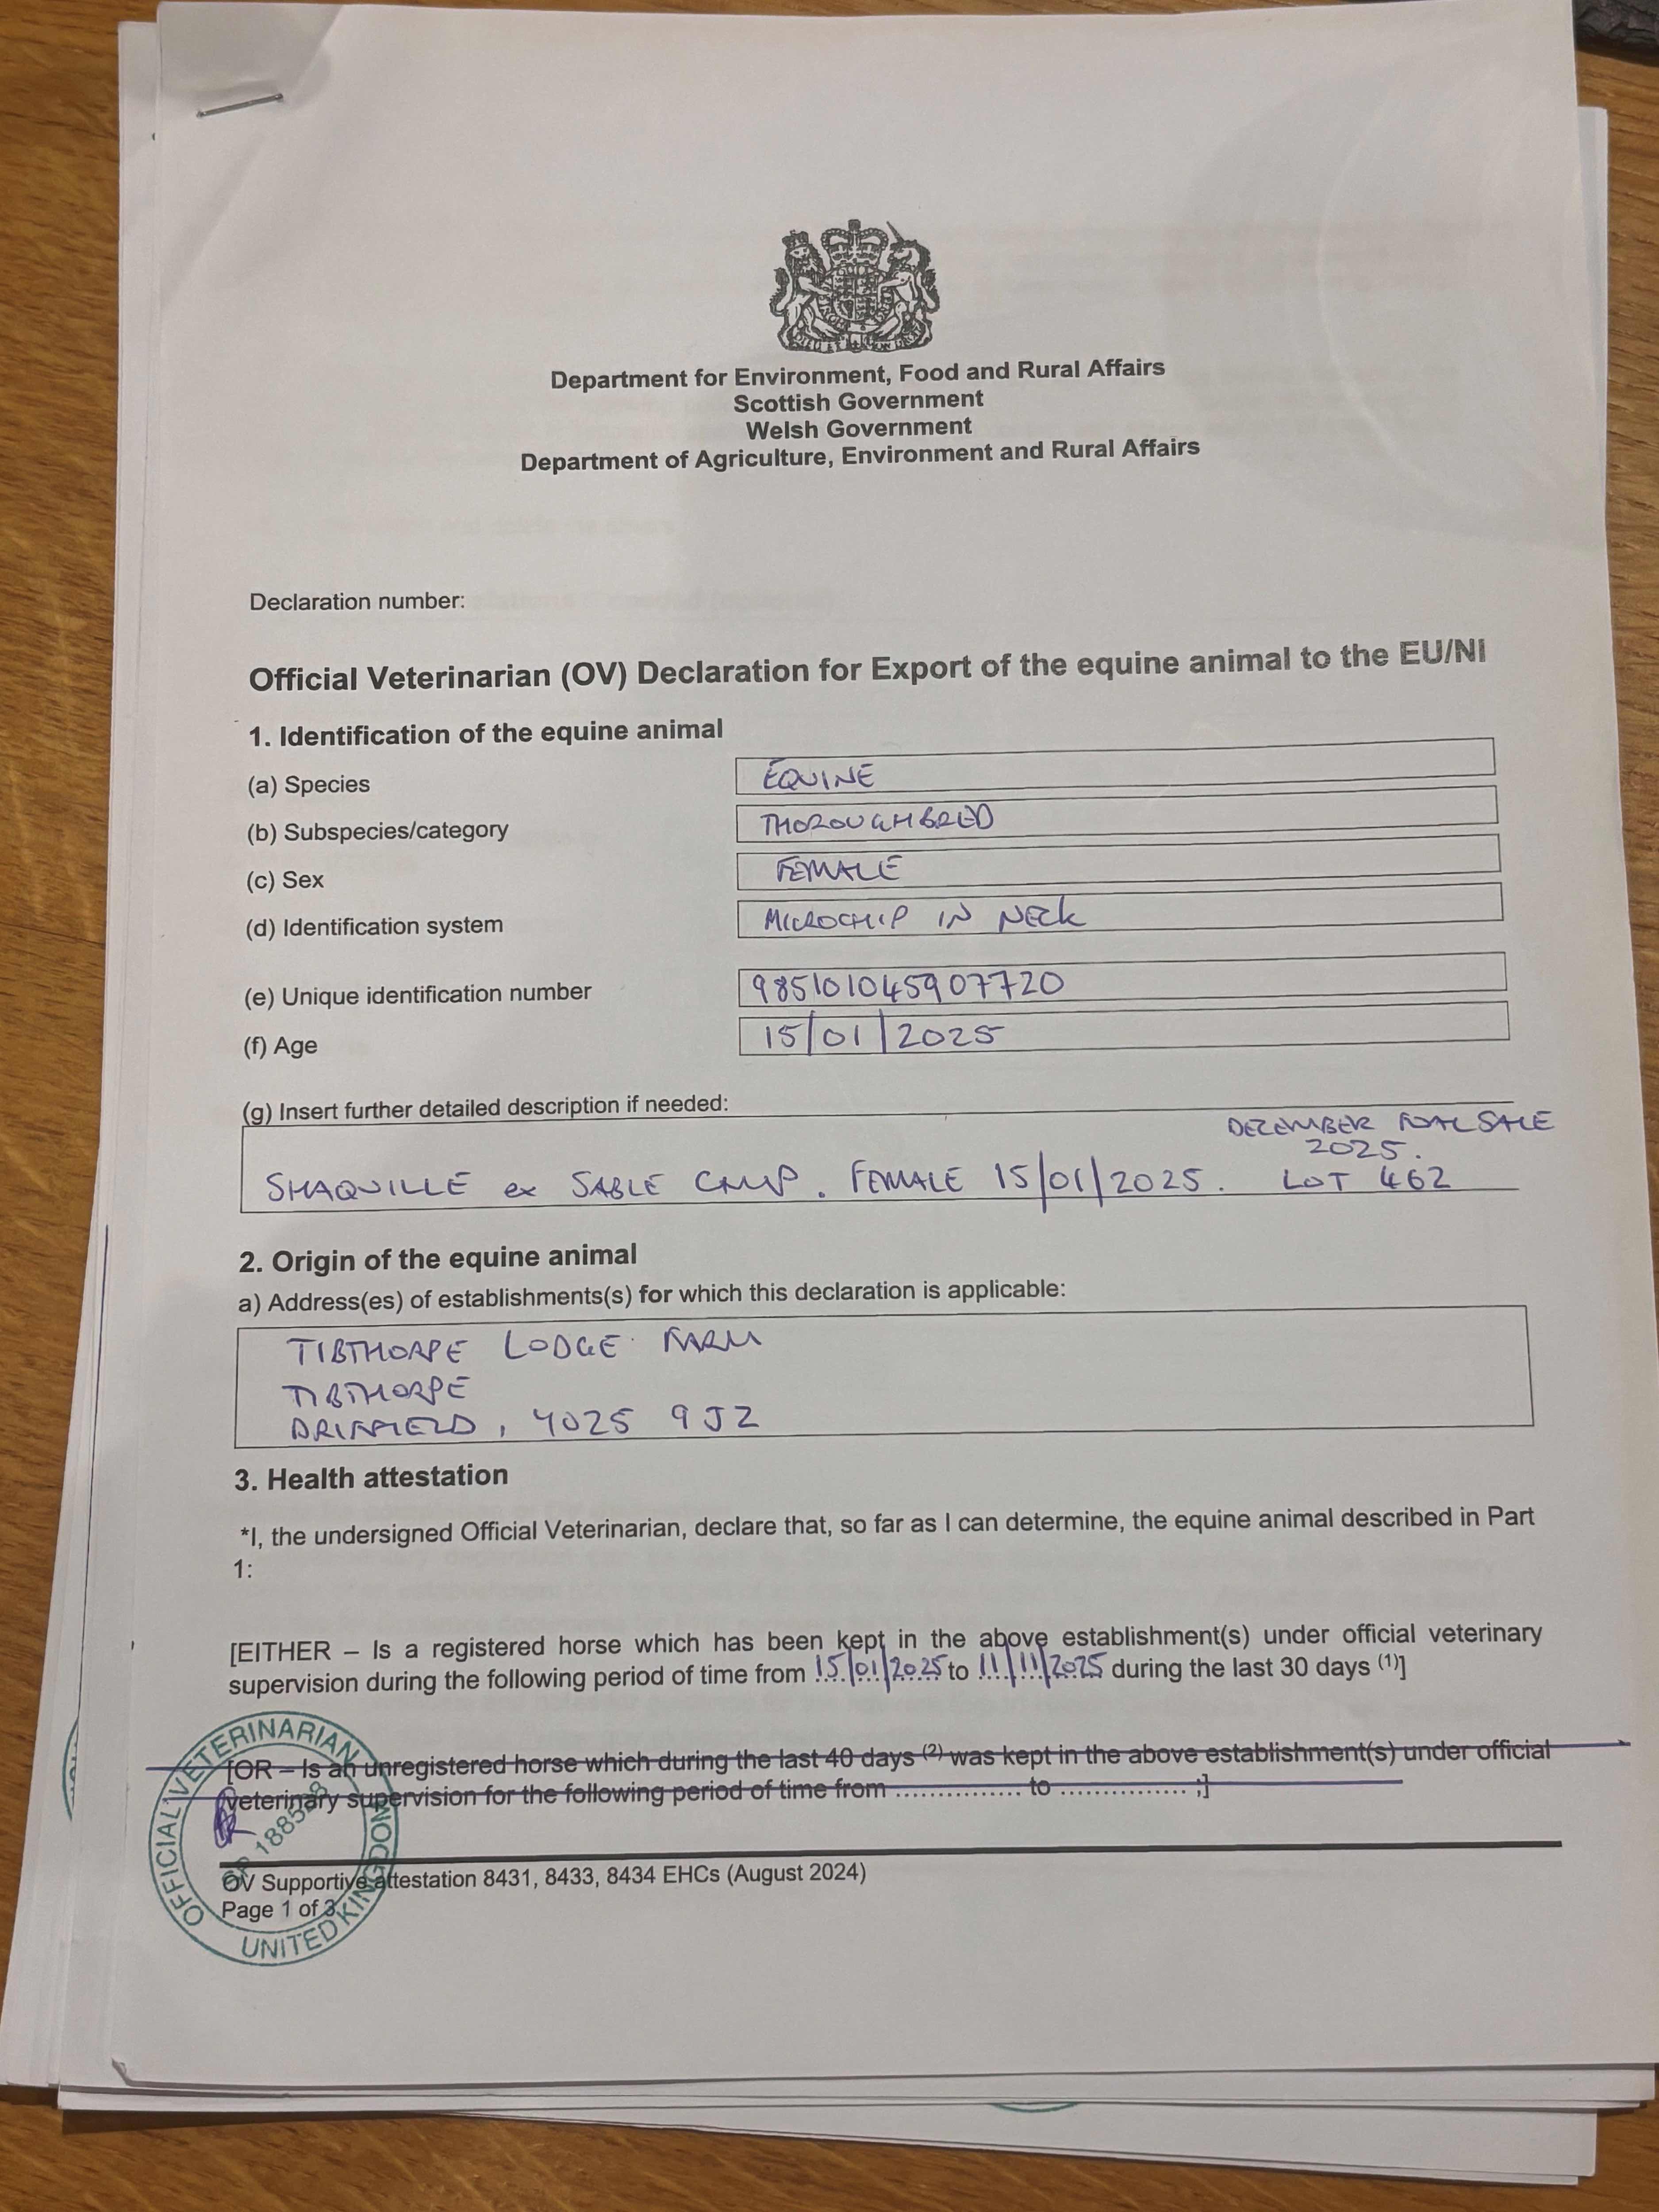 Department for Environment, Food and Rural Affairs
Scottish Government
Welsh Government
Department of Agriculture, Environment and Rural Affairs
Declaration number:
Official Veterinarian (OV) Declaration for Export of the equine animal to the EU/NI
1. Identification of the equine animal
(a) Species EQUINE
(b) Subspecies/category THOROUGHBRED
(c) Sex FEMALE
(d) Identification system MICROCHIP IN NECK
(e) Unique identification number 985101045907720
(f) Age 15/01/2025
(g) Insert further detailed description if needed:
DECEMBER FOAL SALE
2025.
SHAQUILLE ex SABLE CAMP. FEMALE 15/01/2025. LOT 462
2. Origin of the equine animal
a) Address(es) of establishments(s) for which this declaration is applicable:
TIBTHORPE LODGE FARM
TIBTHORPE
DRIFFIELD, YO25 9JZ
3. Health attestation
*I, the undersigned Official Veterinarian, declare that, so far as I can determine, the equine animal described in Part
1:
[EITHER – Is a registered horse which has been kept in the above establishment(s) under official veterinary
supervision during the following period of time from 15/01/2025 to 11/11/2025 during the last 30 days (1)]
[OR – Is an unregistered horse which during the last 40 days (2) was kept in the above establishment(s) under official
veterinary supervision for the following period of time from ............... to ............... ;]
OFFICIAL VETERINARIAN
UNITED KINGDOM
OV Supportive attestation 8431, 8433, 8434 EHCs (August 2024)
Page 1 of 3